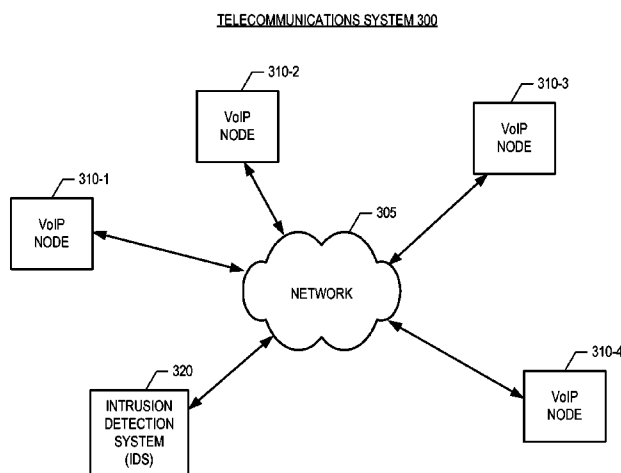 TELECOMMUNICATIONS SYSTEM 300
310-2
VoIP
NODE
310-3
VoIP
NODE
310-1
VoIP
NODE
305
NETWORK
320
INTRUSION
DETECTION
SYSTEM
(IDS)
310-4
VoIP
NODE